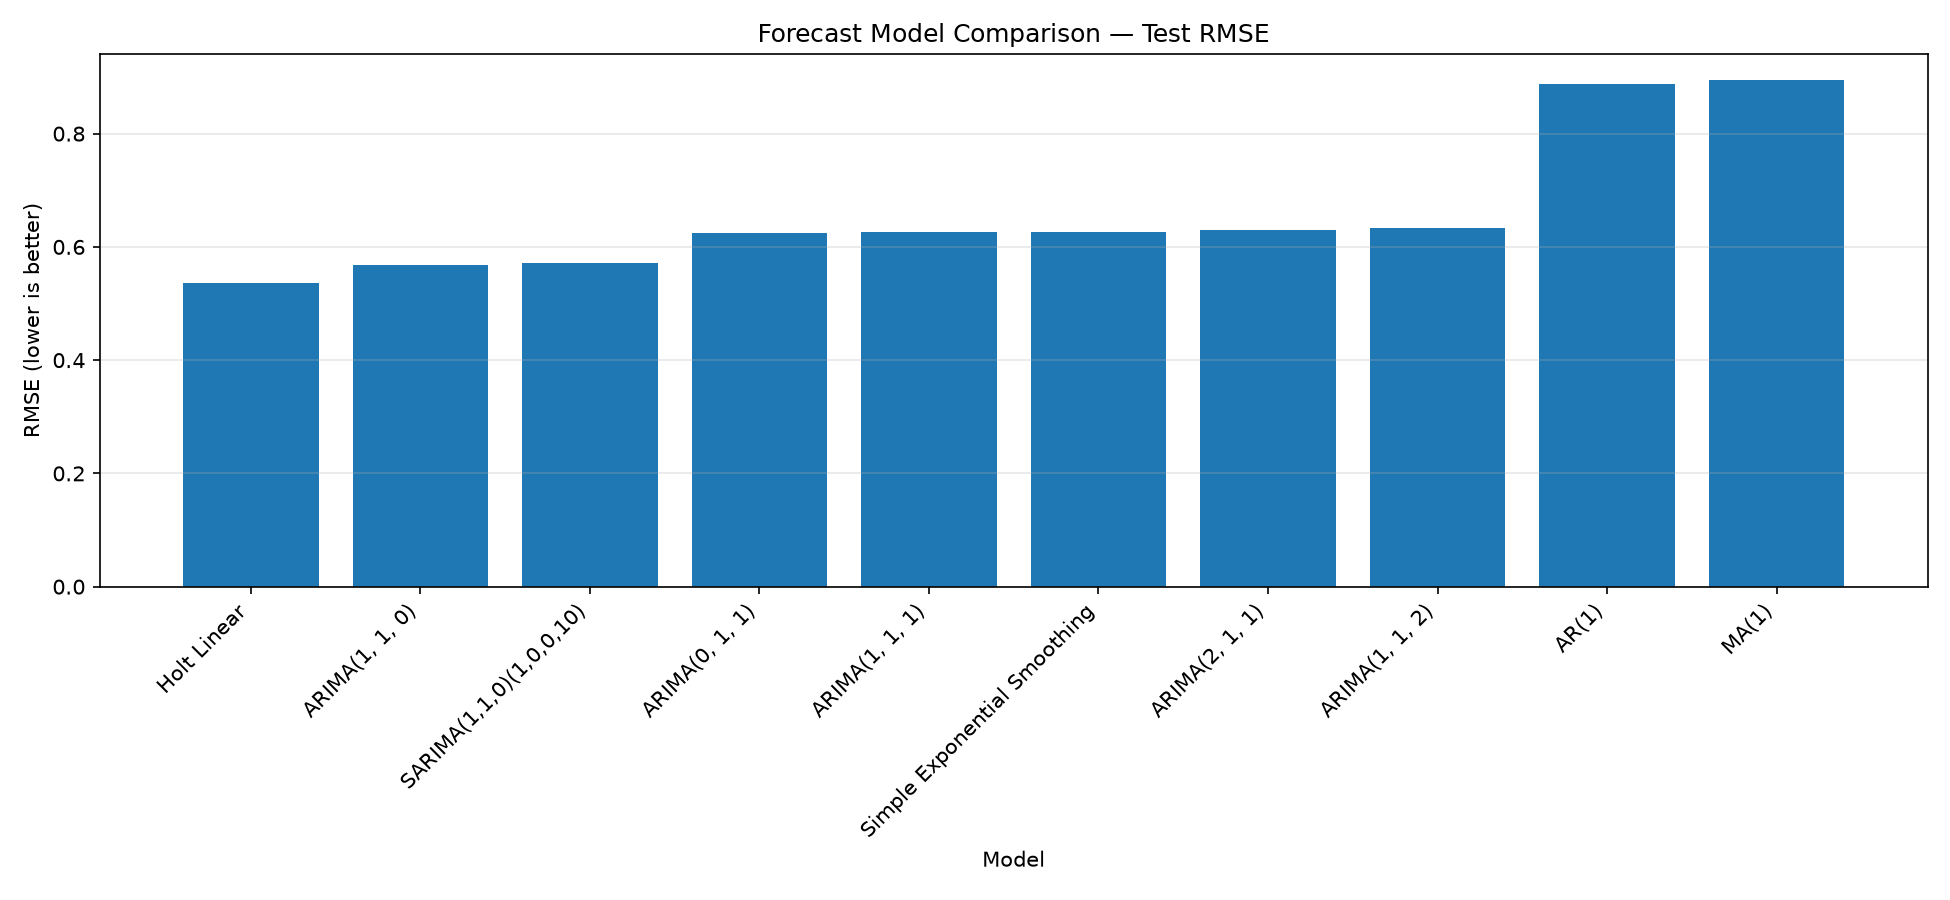 Forecast Model Comparison — Test RMSE
RMSE (lower is better)
0.8
0.6
0.4
0.2
0.0
Holt Linear
ARIMA(1, 1, 0)
SARIMA(1,1,0)(1,0,0,10)
ARIMA(0, 1, 1)
ARIMA(1, 1, 1)
Simple Exponential Smoothing
ARIMA(2, 1, 1)
ARIMA(1, 1, 2)
AR(1)
MA(1)
Model